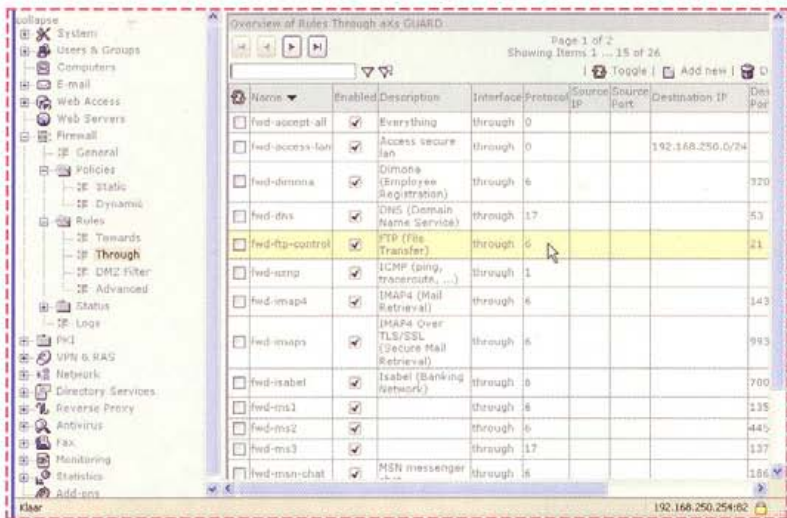 collapse
System
Users & Groups
Computers
E-mail
Web Access
Web Servers
Firewall
General
Policies
Static
Dynamic
Rules
Towards
Through
DMZ Filter
Advanced
Status
Logs
PKI
VPN & RAS
Network
Directory Services
Reverse Proxy
Antivirus
Fax
Monitoring
Statistics
Add-ons
Overview of Rules Through aXs GUARD
Page 1 of 2
Showing Items 1 ... 15 of 26
Toggle | Add new | D
Name Enabled Description Interface Protocol Source IP Source Port Destination IP Des Port
fwd-accept-all Everything through 0
fwd-access-lan Access secure lan through 0 192.168.250.0/24
fwd-dimona Dimona (Employee Registration) through 6 320
fwd-dns DNS (Domain Name Service) through 17 53
fwd-ftp-control FTP (File Transfer) through 6 21
fwd-icmp ICMP (ping, traceroute, ...) through 1
fwd-imap4 IMAP4 (Mail Retrieval) through 6 143
fwd-imaps IMAP4 Over TLS/SSL (Secure Mail Retrieval) through 6 993
fwd-isabel Isabel (Banking Network) through 6 700
fwd-ms1 through 6 135
fwd-ms2 through 6 445
fwd-ms3 through 17 137
fwd-msn-chat MSN messenger through 6 186
Klaar 192.168.250.254:82